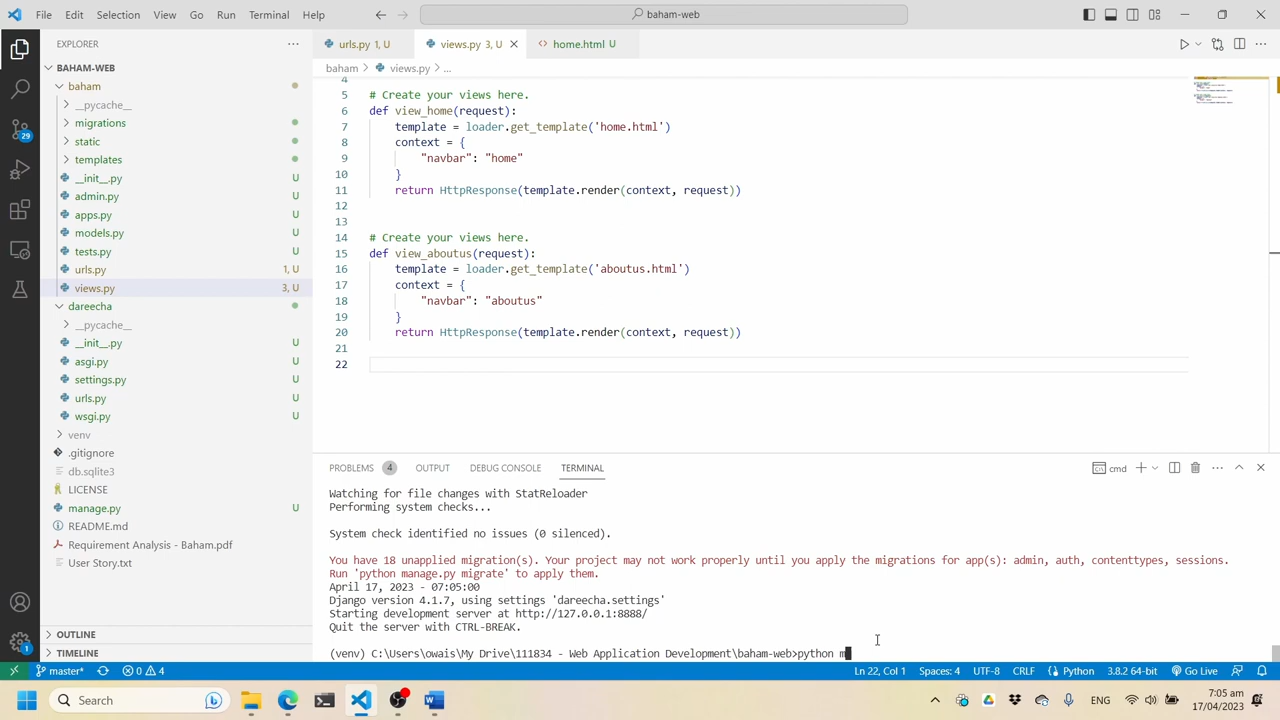 File Edit Selection View Go Run Terminal Help
baham-web
EXPLORER
urls.py 1, U
views.py 3, U
home.html U
BAHAM-WEB
baham > views.py > ...
baham
__pycache__
migrations
static
templates
__init__.py U
admin.py U
apps.py U
models.py U
tests.py U
urls.py 1, U
views.py 3, U
dareecha
__pycache__
__init__.py U
asgi.py U
settings.py U
urls.py U
wsgi.py U
venv
.gitignore
db.sqlite3
LICENSE
manage.py U
README.md
Requirement Analysis - Baham.pdf
User Story.txt
OUTLINE
TIMELINE
29
1
4
5 # Create your views here.
6 def view_home(request):
7 template = loader.get_template('home.html')
8 context = {
9 "navbar": "home"
10 }
11 return HttpResponse(template.render(context, request))
12
13
14 # Create your views here.
15 def view_aboutus(request):
16 template = loader.get_template('aboutus.html')
17 context = {
18 "navbar": "aboutus"
19 }
20 return HttpResponse(template.render(context, request))
21
22
PROBLEMS 4 OUTPUT DEBUG CONSOLE TERMINAL
cmd
Watching for file changes with StatReloader
Performing system checks...
System check identified no issues (0 silenced).
You have 18 unapplied migration(s). Your project may not work properly until you apply the migrations for app(s): admin, auth, contenttypes, sessions.
Run 'python manage.py migrate' to apply them.
April 17, 2023 - 07:05:00
Django version 4.1.7, using settings 'dareecha.settings'
Starting development server at http://127.0.0.1:8888/
Quit the server with CTRL-BREAK.
(venv) C:\Users\owais\My Drive\111834 - Web Application Development\baham-web>python m
master* 0 4
Ln 22, Col 1 Spaces: 4 UTF-8 CRLF Python 3.8.2 64-bit Go Live
Search
ENG
7:05 am
17/04/2023